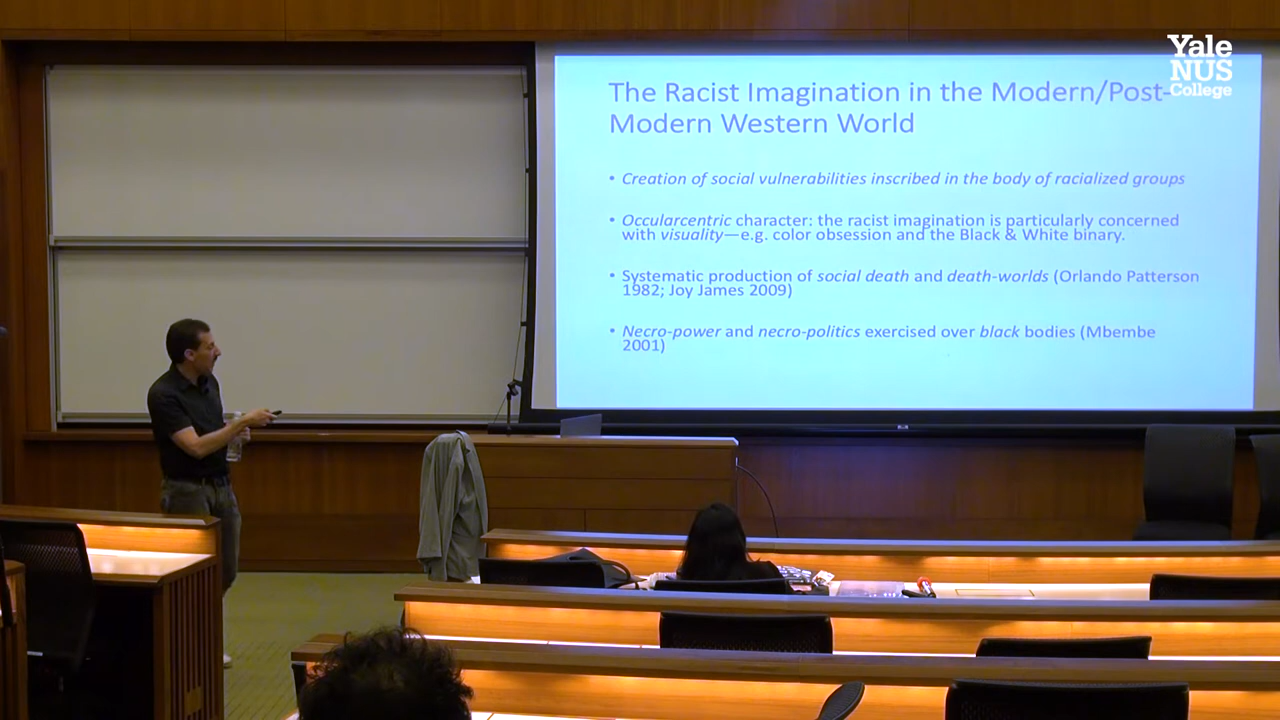 Yale
NUS
College
The Racist Imagination in the Modern/Post-
Modern Western World
• Creation of social vulnerabilities inscribed in the body of racialized groups
• Occularcentric character: the racist imagination is particularly concerned
with visuality—e.g. color obsession and the Black & White binary.
• Systematic production of social death and death-worlds (Orlando Patterson
1982; Joy James 2009)
• Necro-power and necro-politics exercised over black bodies (Mbembe
2001)